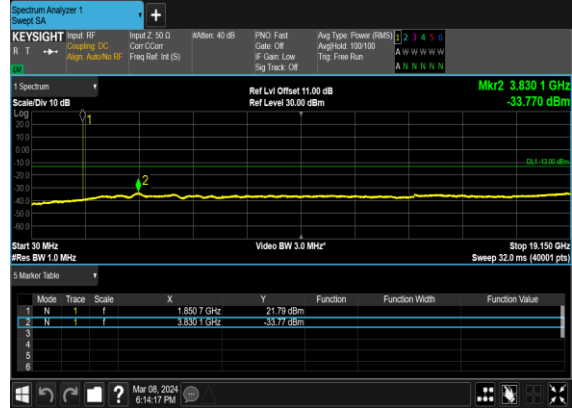 Spectrum Analyzer 1
Swept SA
+
KEYSIGHT Input: RF Input Z: 50 Ω #Atten: 40 dB PNO: Fast Avg Type: Power (RMS) 1 2 3 4 5 6
R T Coupling: DC Corr CCorr Gate: Off Avg|Hold: 100/100 A W W W W W
Align: Auto/No RF Freq Ref: Int (S) IF Gain: Low Trig: Free Run
LXI Sig Track: Off A N N N N N
1 Spectrum Ref Lvl Offset 11.00 dB Mkr2 3.830 1 GHz
Scale/Div 10 dB Ref Level 30.00 dBm -33.770 dBm
Log
20.0
10.0
0.00
-10.0
-20.0
-30.0
-40.0
-50.0
-60.0
1
2
DL1 -13.00 dBm
Start 30 MHz Video BW 3.0 MHz* Stop 19.150 GHz
#Res BW 1.0 MHz Sweep 32.0 ms (40001 pts)
5 Marker Table
Mode Trace Scale X Y Function Function Width Function Value
1 N 1 f 1.850 7 GHz 21.79 dBm
2 N 1 f 3.830 1 GHz -33.77 dBm
3
4
5
6
? Mar 08, 2024
6:14:17 PM